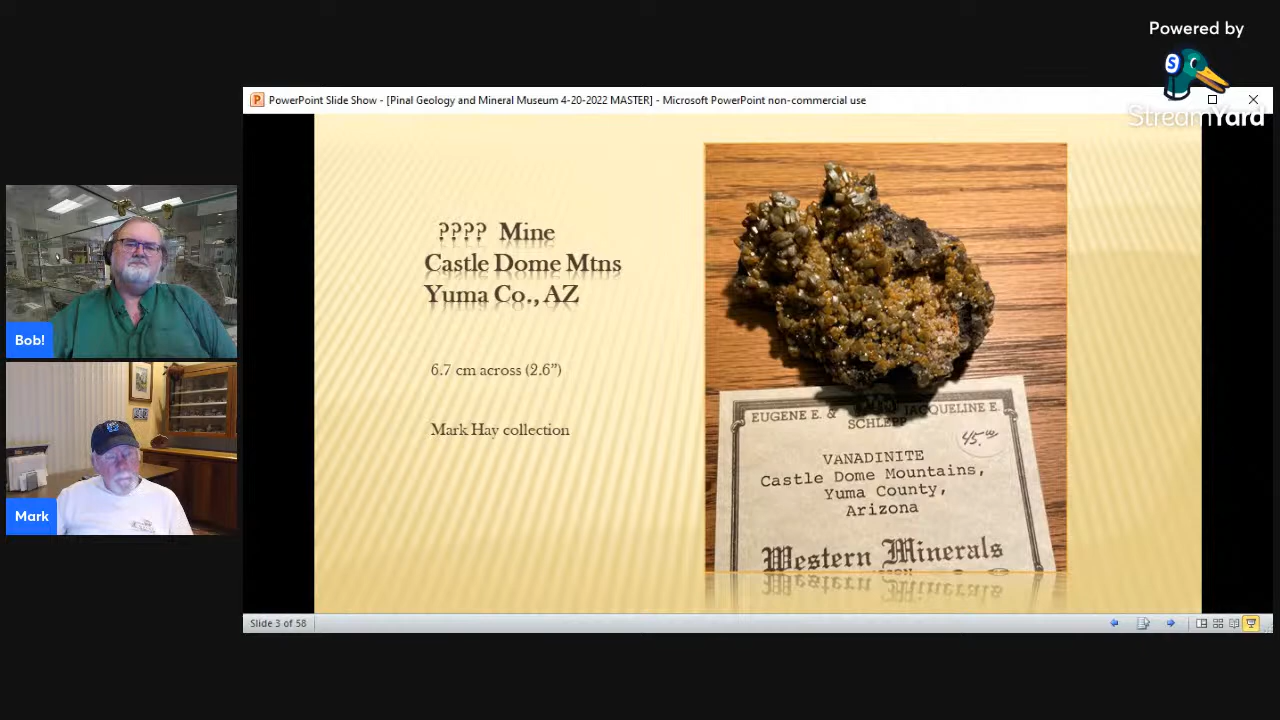 Powered by
S
StreamYard
P PowerPoint Slide Show - [Pinal Geology and Mineral Museum 4-20-2022 MASTER] - Microsoft PowerPoint non-commercial use
???? Mine
Castle Dome Mtns
Yuma Co., AZ
6.7 cm across (2.6”)
Mark Hay collection
EUGENE E. & JACQUELINE E.
SCHLEPP
45.00
VANADINITE
Castle Dome Mountains,
Yuma County,
Arizona
Western Minerals
Bob!
Mark
Slide 3 of 58